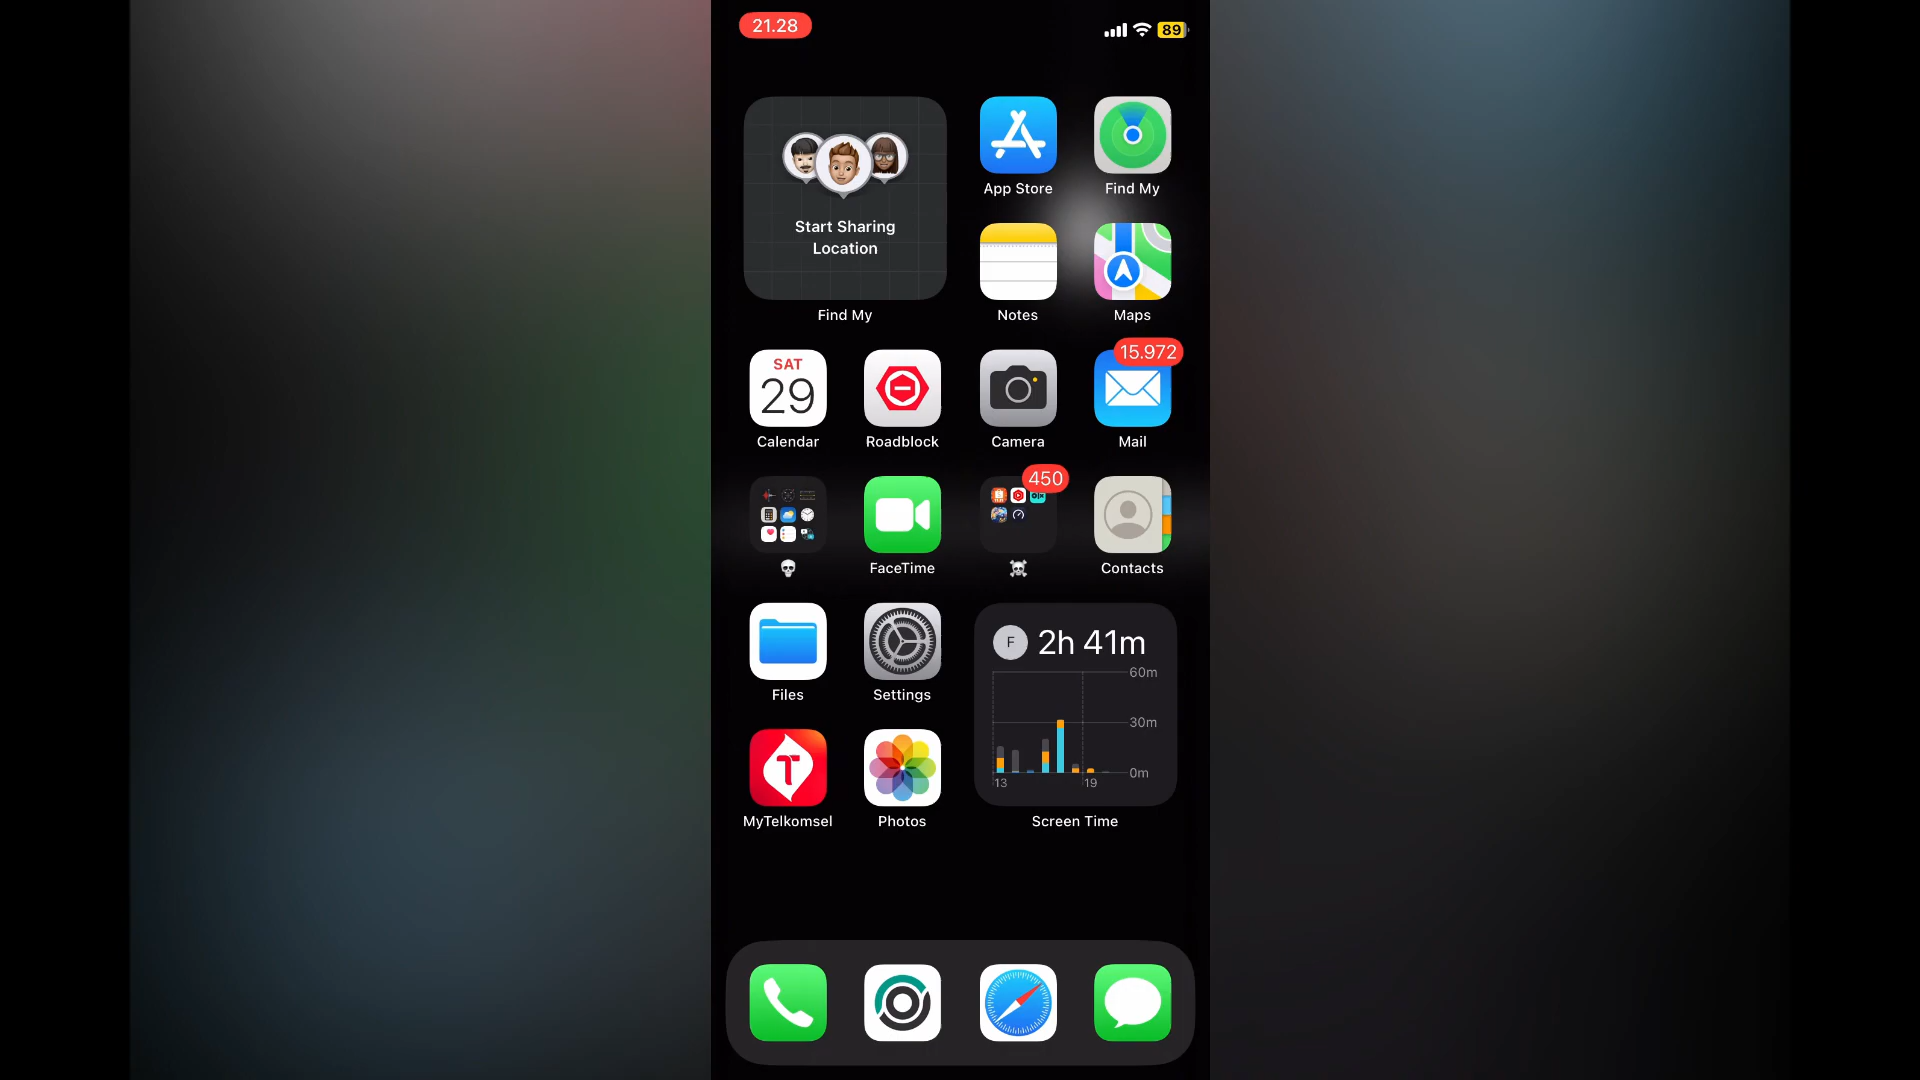 21.28
89
Start Sharing
Location
Find My
App Store
Find My
Notes
Maps
SAT
29
Calendar
Roadblock
Camera
15.972
Mail
FaceTime
450
Contacts
Files
Settings
F
2h 41m
60m
30m
0m
13
19
Screen Time
T
MyTelkomsel
Photos